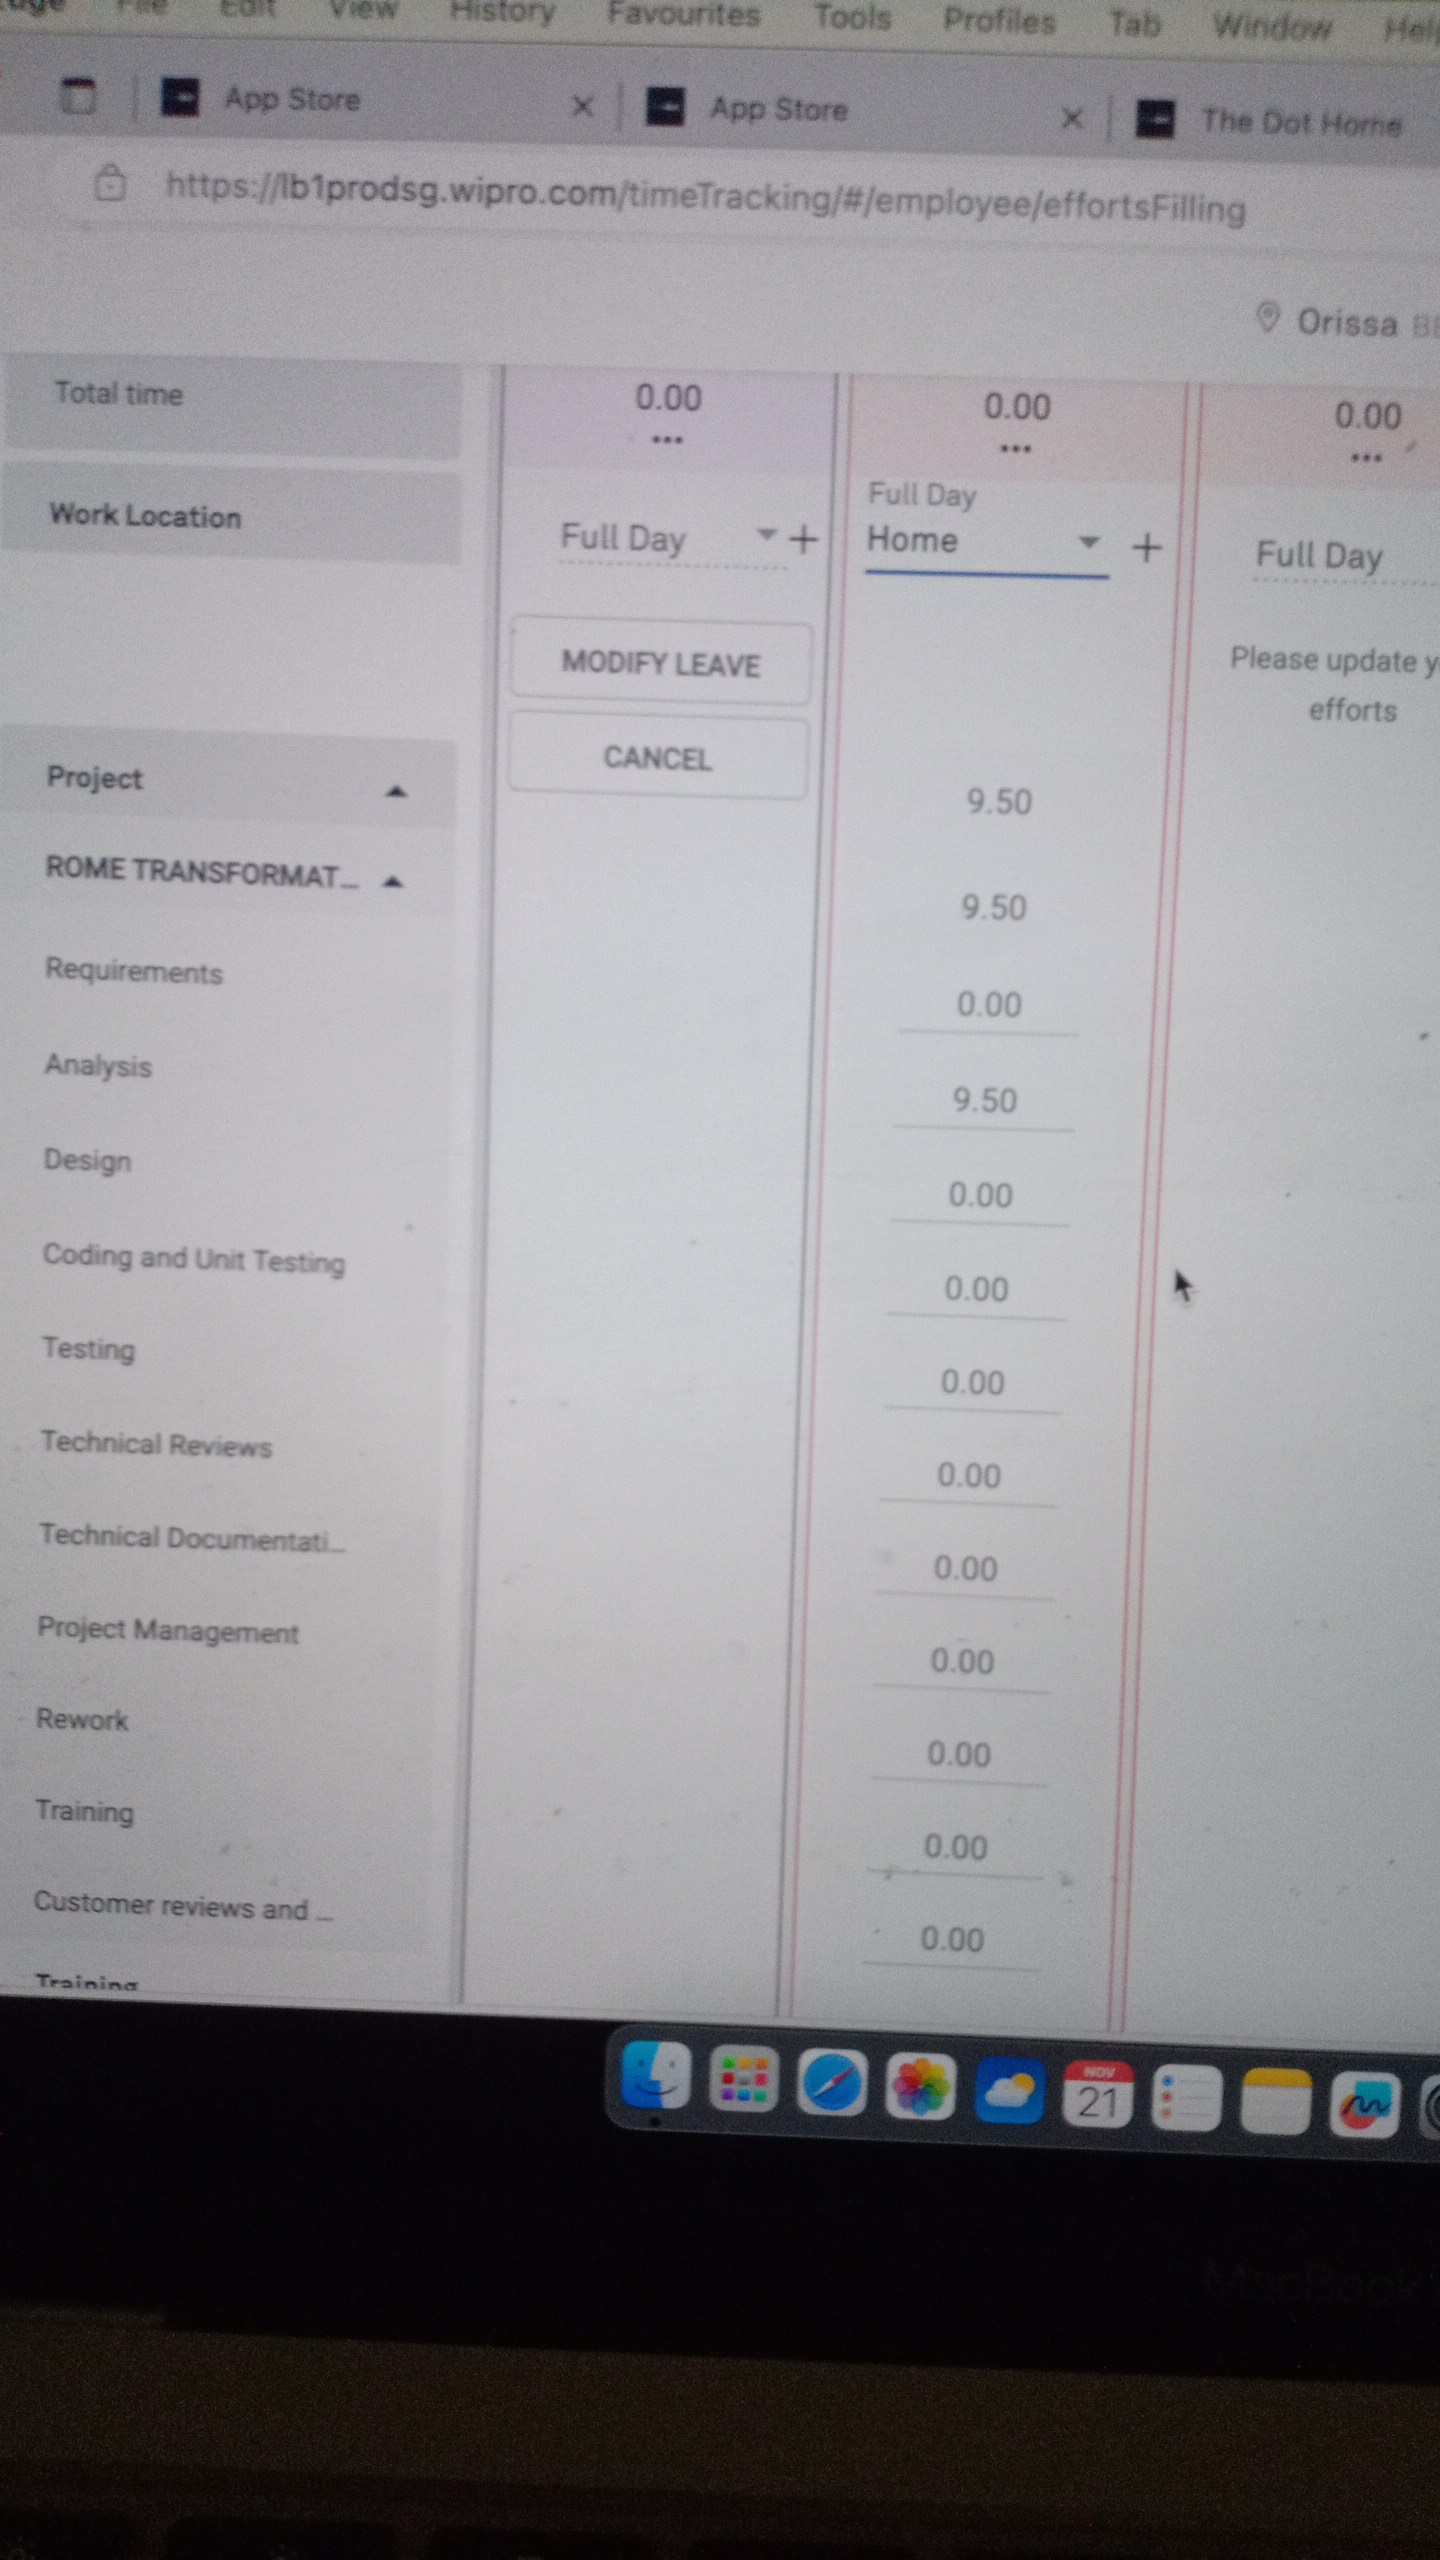 File Edit View History Favourites Tools Profiles Tab Window Help
App Store App Store The Dot Home
https://lb1prodsg.wipro.com/timeTracking/#/employee/effortsFilling
Orissa
Total time 0.00 0.00 0.00
... ... ...
Full Day
Work Location Full Day + Home + Full Day
MODIFY LEAVE Please update
efforts
CANCEL
Project 9.50
ROME TRANSFORMAT... 9.50
Requirements 0.00
Analysis 9.50
Design 0.00
Coding and Unit Testing 0.00
Testing 0.00
Technical Reviews 0.00
Technical Documentati... 0.00
Project Management 0.00
Rework 0.00
Training 0.00
Customer reviews and ... 0.00
Training
NOV
21
MacBook